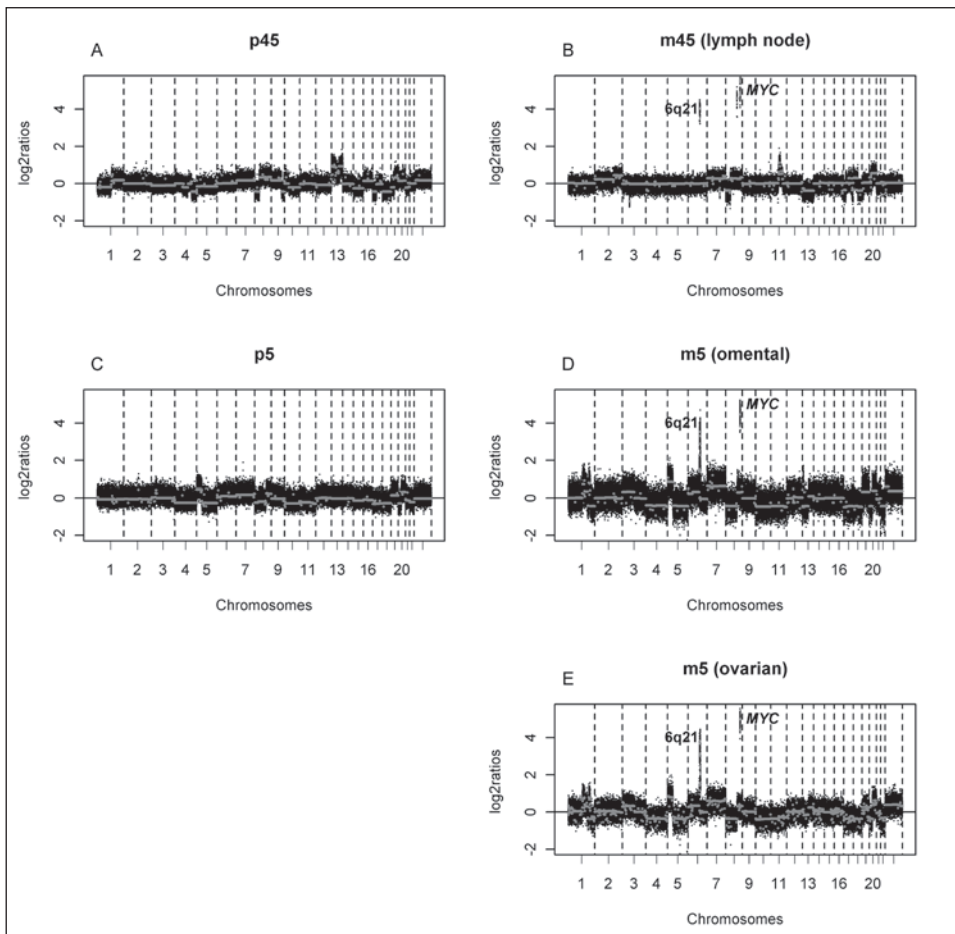 A
p45
log2ratios
4
2
0
-2
1 2 3 4 5 7 9 11 13 16 20
Chromosomes
B
m45 (lymph node)
log2ratios
4
2
0
-2
6q21
MYC
1 2 3 4 5 7 9 11 13 16 20
Chromosomes
C
p5
log2ratios
4
2
0
-2
1 2 3 4 5 7 9 11 13 16 20
Chromosomes
D
m5 (omental)
log2ratios
4
2
0
-2
6q21
MYC
1 2 3 4 5 7 9 11 13 16 20
Chromosomes
E
m5 (ovarian)
log2ratios
4
2
0
-2
6q21
MYC
1 2 3 4 5 7 9 11 13 16 20
Chromosomes